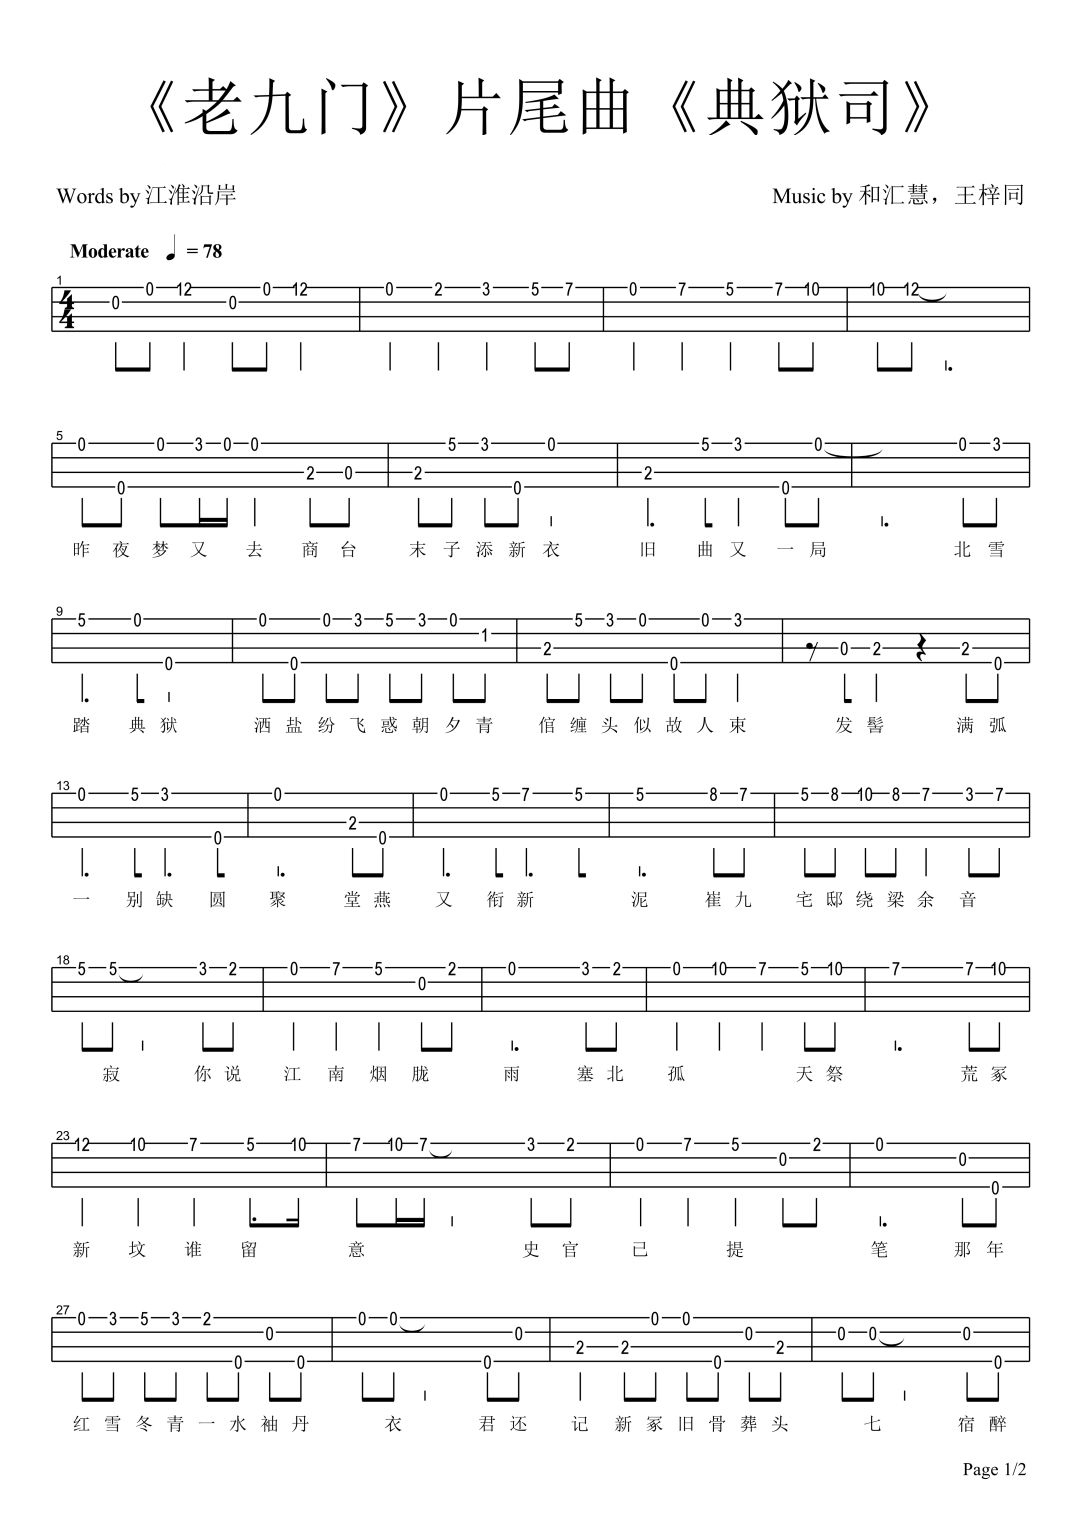 《老九门》片尾曲《典狱司》
Words by 江淮沿岸
Music by 和汇慧，王梓同
Moderate ♩ = 78
1
4/4
0 0 12 0 0 12 0 2 3 5 7 0 7 5 7 10 10 12
5
0 0 0 3 0 0 2 0 2 5 3 0 0 2 5 3 0 0 0 3
昨 夜 梦 又 去 商 台 末 子 添 新 衣 旧 曲 又 一 局 北 雪
9
5 0 0 0 0 0 3 5 3 0 1 2 5 3 0 0 0 3 0 2 2 0
踏 典 狱 洒 盐 纷 飞 惑 朝 夕 青 倌 缠 头 似 故 人 束 发 髻 满 弧
13
0 5 3 0 0 2 0 0 5 7 5 5 8 7 5 8 10 8 7 3 7
一 别 缺 圆 聚 堂 燕 又 衔 新 泥 崔 九 宅 邸 绕 梁 余 音
18
5 5 3 2 0 7 5 0 2 0 3 2 0 10 7 5 10 7 7 10
寂 你 说 江 南 烟 胧 雨 塞 北 孤 天 祭 荒 冢
23
12 10 7 5 10 7 10 7 3 2 0 7 5 0 2 0 0 0
新 坟 谁 留 意 史 官 已 提 笔 那 年
27
0 3 5 3 2 0 0 0 0 0 0 0 2 2 0 0 0 0 2 0 0 0 0
红 雪 冬 青 一 水 袖 丹 衣 君 还 记 新 冢 旧 骨 葬 头 七 宿 醉
Page 1/2